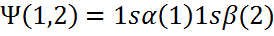 Ψ(1,2) = 1sα(1)1sβ(2)